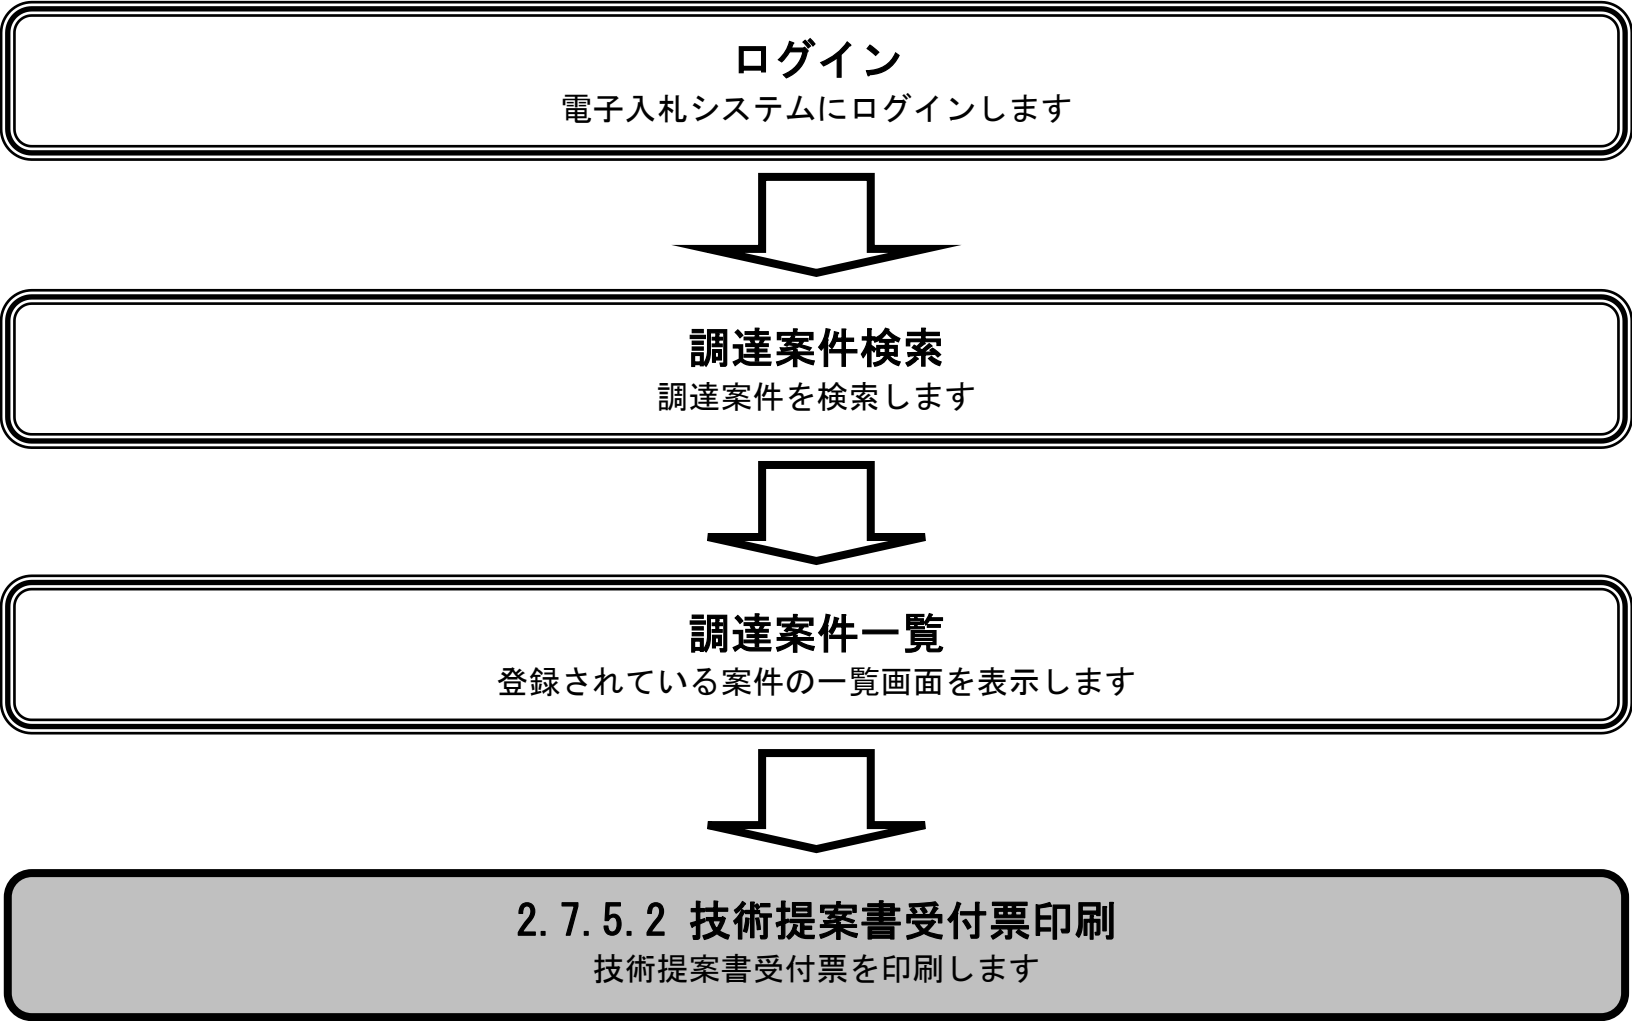 ログイン
電子入札システムにログインします
調達案件検索
調達案件を検索します
調達案件一覧
登録されている案件の一覧画面を表示します
2.7.5.2 技術提案書受付票印刷
技術提案書受付票を印刷します